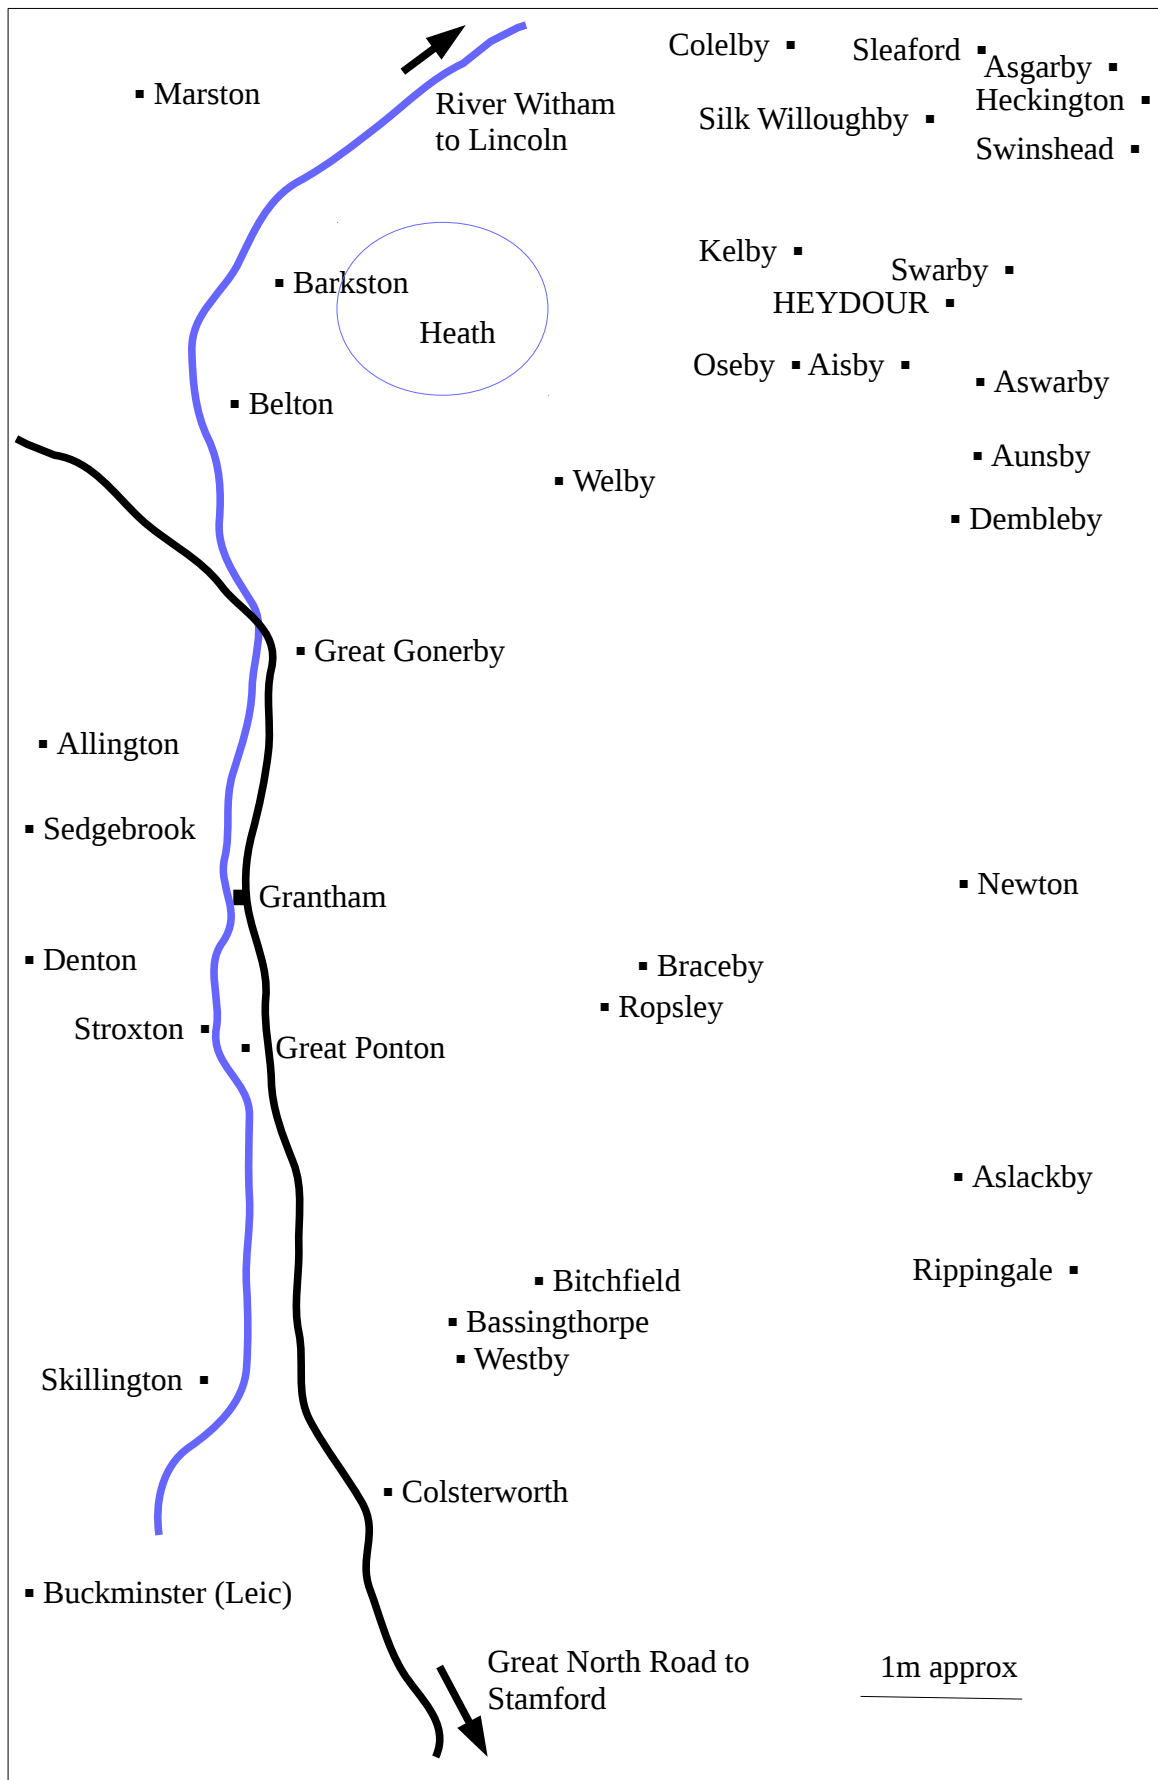 Colelby
Sleaford
Asgarby
Marston
Heckington
River Witham
to Lincoln
Silk Willoughby
Swinshead
Kelby
Swarby
Barkston
HEYDOUR
Heath
Oseby
Aisby
Aswarby
Belton
Aunsby
Welby
Dembleby
Great Gonerby
Allington
Sedgebrook
Newton
Grantham
Denton
Braceby
Ropsley
Stroxton
Great Ponton
Aslackby
Rippingale
Bitchfield
Bassingthorpe
Westby
Skillington
Colsterworth
Buckminster (Leic)
Great North Road to
Stamford
1m approx